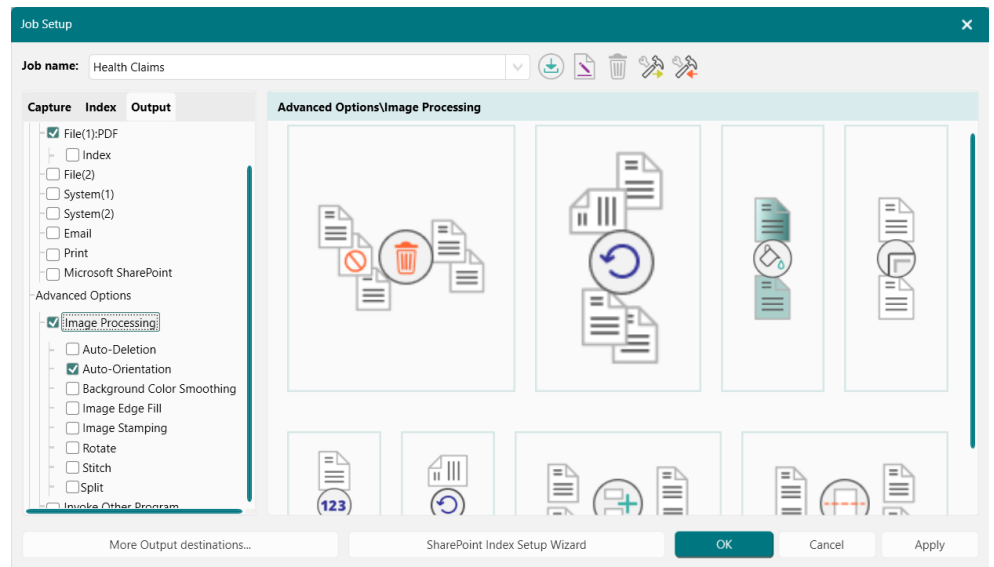 Job Setup
Job name: Health Claims
Capture Index Output
Advanced Options\Image Processing
File(1):PDF
Index
File(2)
System(1)
System(2)
Email
Print
Microsoft SharePoint
Advanced Options
Image Processing
Auto-Deletion
Auto-Orientation
Background Color Smoothing
Image Edge Fill
Image Stamping
Rotate
Stitch
Split
Invoke Other Program
123
More Output destinations...
SharePoint Index Setup Wizard
OK
Cancel
Apply